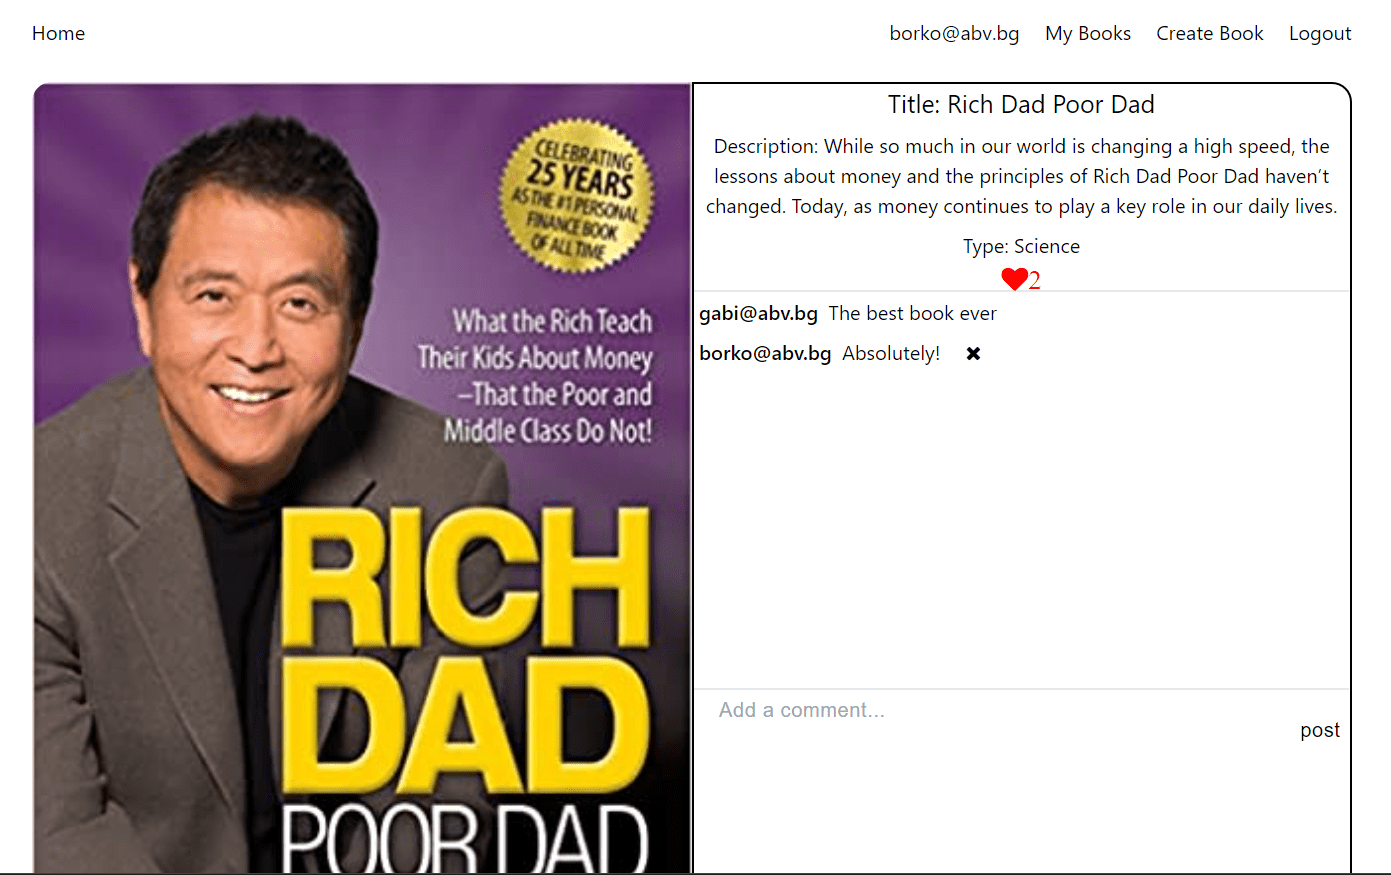 Home
borko@abv.bg My Books Create Book Logout
CELEBRATING
25 YEARS
AS THE #1 PERSONAL
FINANCE BOOK
OF ALL TIME
What the Rich Teach
Their Kids About Money
–That the Poor and
Middle Class Do Not!
RICH
DAD
POOR DAD
Title: Rich Dad Poor Dad
Description: While so much in our world is changing a high speed, the
lessons about money and the principles of Rich Dad Poor Dad haven’t
changed. Today, as money continues to play a key role in our daily lives.
Type: Science
2
gabi@abv.bg The best book ever
borko@abv.bg Absolutely!
Add a comment...
post